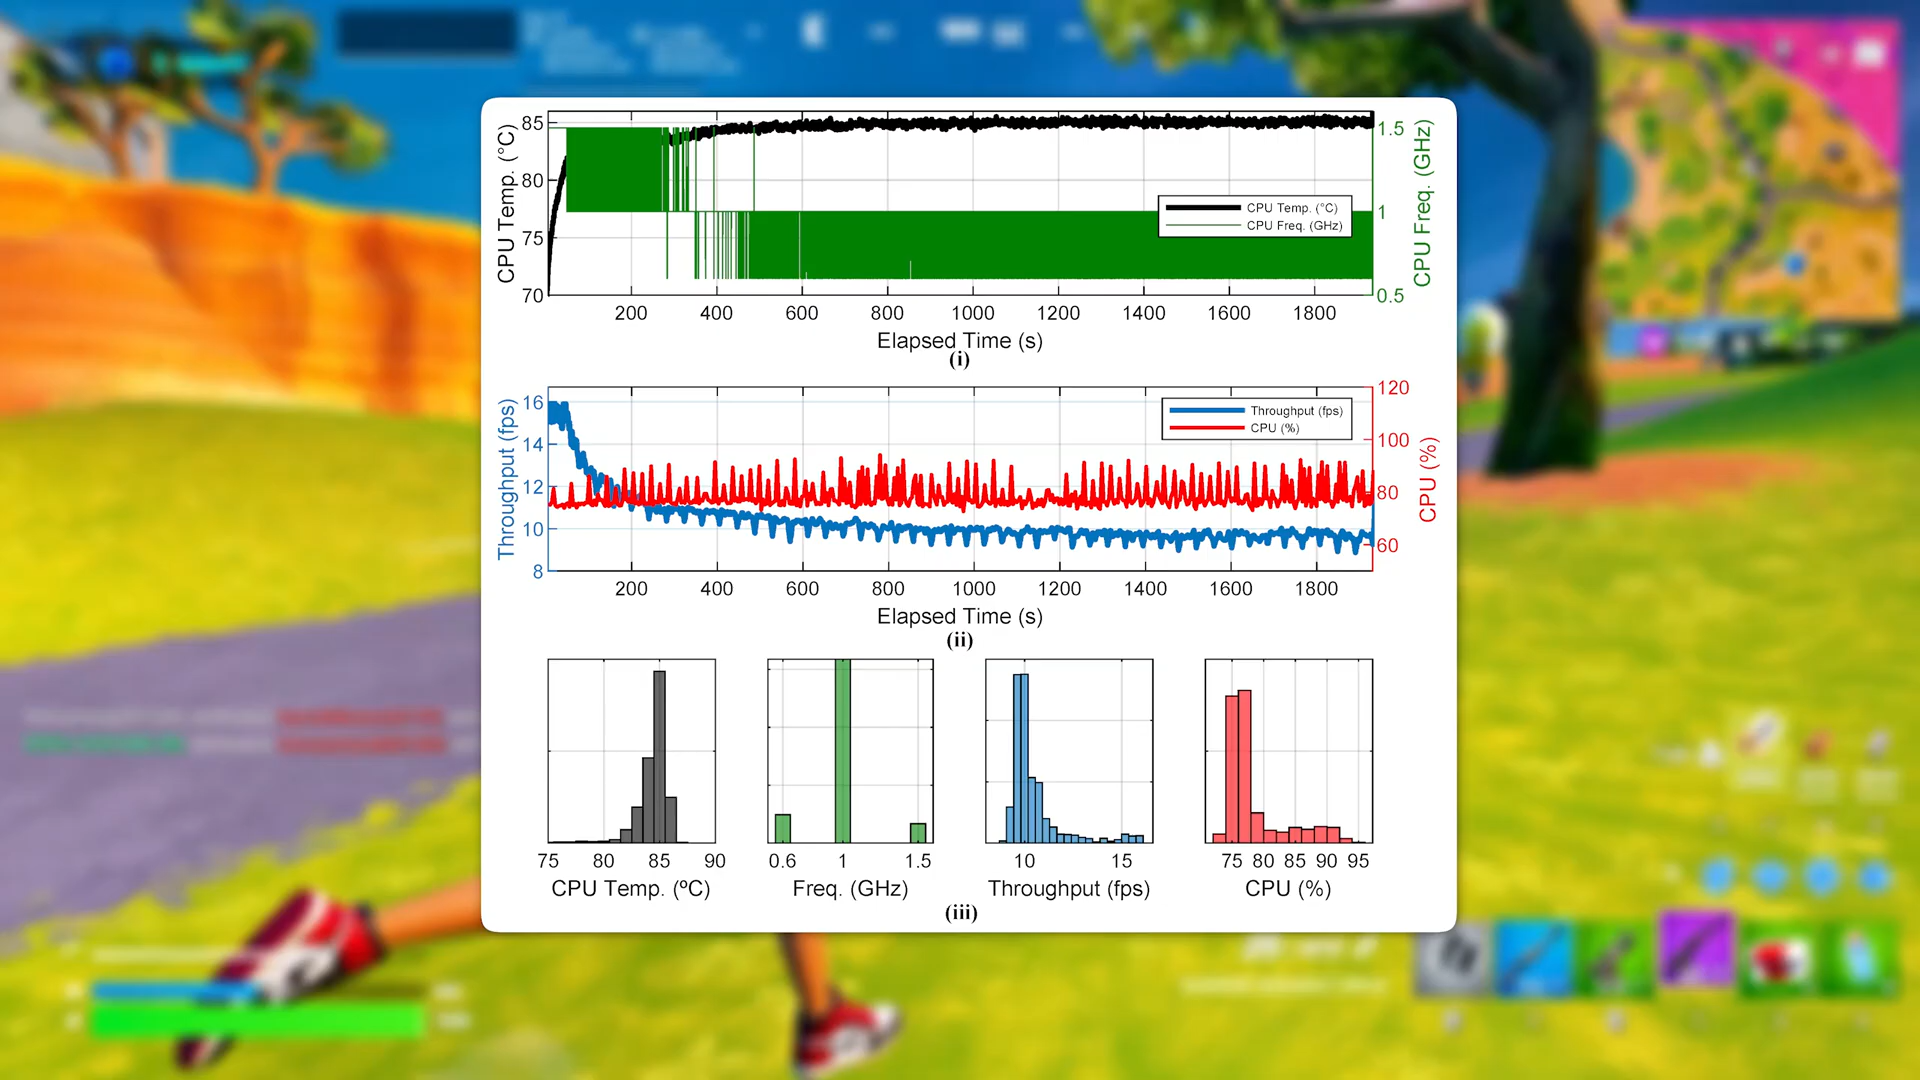 85
80
75
70
CPU Temp. (°C)
1.5
1
0.5
CPU Freq. (GHz)
CPU Temp. (°C)
CPU Freq. (GHz)
200 400 600 800 1000 1200 1400 1600 1800
Elapsed Time (s)
(i)
16
14
12
10
8
Throughput (fps)
120
100
80
60
CPU (%)
Throughput (fps)
CPU (%)
200 400 600 800 1000 1200 1400 1600 1800
Elapsed Time (s)
(ii)
75 80 85 90
CPU Temp. (ºC)
0.6 1 1.5
Freq. (GHz)
10 15
Throughput (fps)
75 80 85 90 95
CPU (%)
(iii)